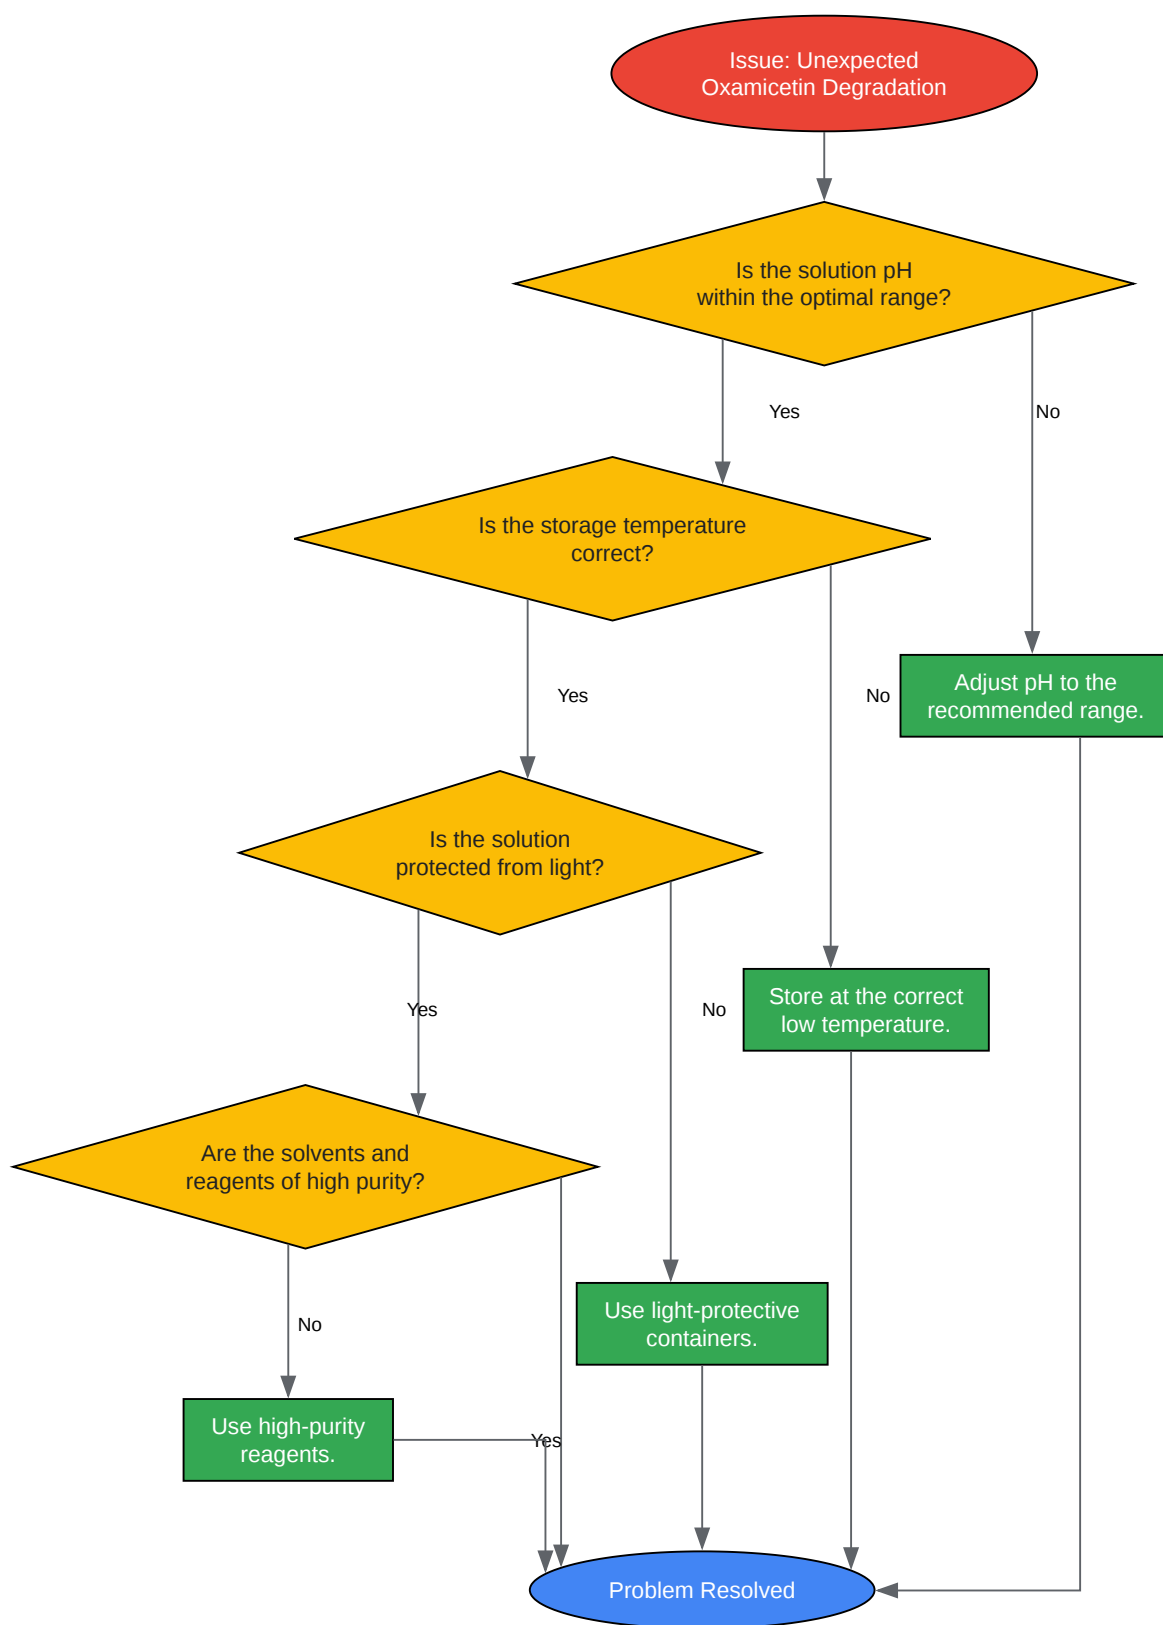 Issue: Unexpected
Oxamicetin Degradation
Is the solution pH
within the optimal range?
Yes
No
Is the storage temperature
correct?
Yes
No
Adjust pH to the
recommended range.
Is the solution
protected from light?
Yes
No
Store at the correct
low temperature.
Are the solvents and
reagents of high purity?
No
Use light-protective
containers.
Use high-purity
reagents.
Yes
Problem Resolved